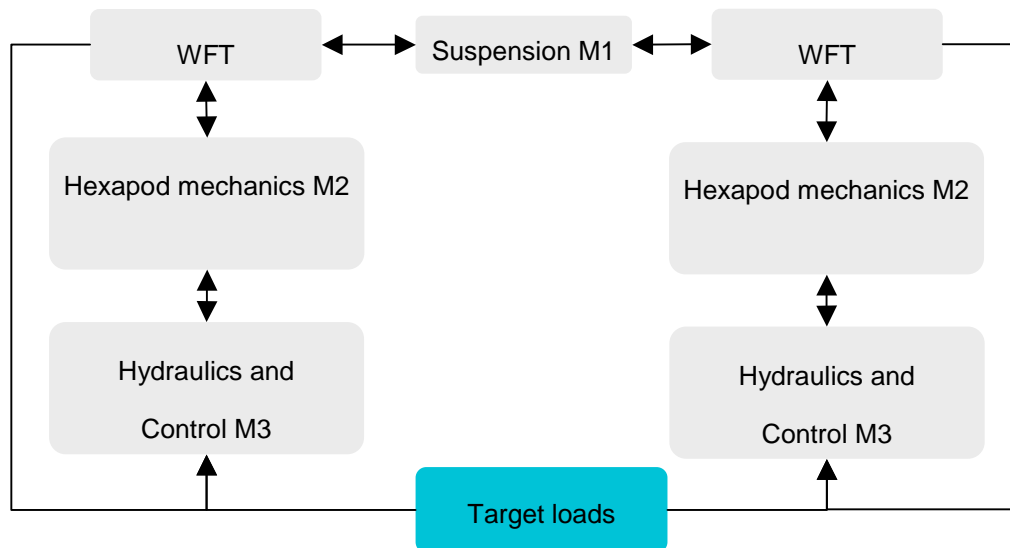 WFT
Suspension M1
WFT
Hexapod mechanics M2
Hexapod mechanics M2
Hydraulics and
Control M3
Hydraulics and
Control M3
Target loads